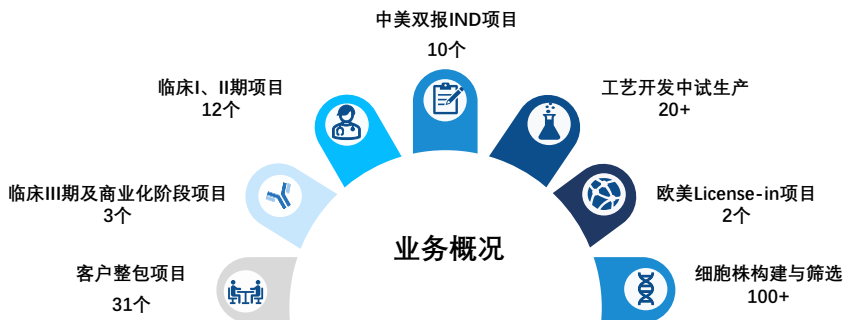 中美双报IND项目
10个
临床I、II期项目
12个
工艺开发中试生产
20+
临床III期及商业化阶段项目
3个
欧美License-in项目
2个
业务概况
客户整包项目
31个
细胞株构建与筛选
100+